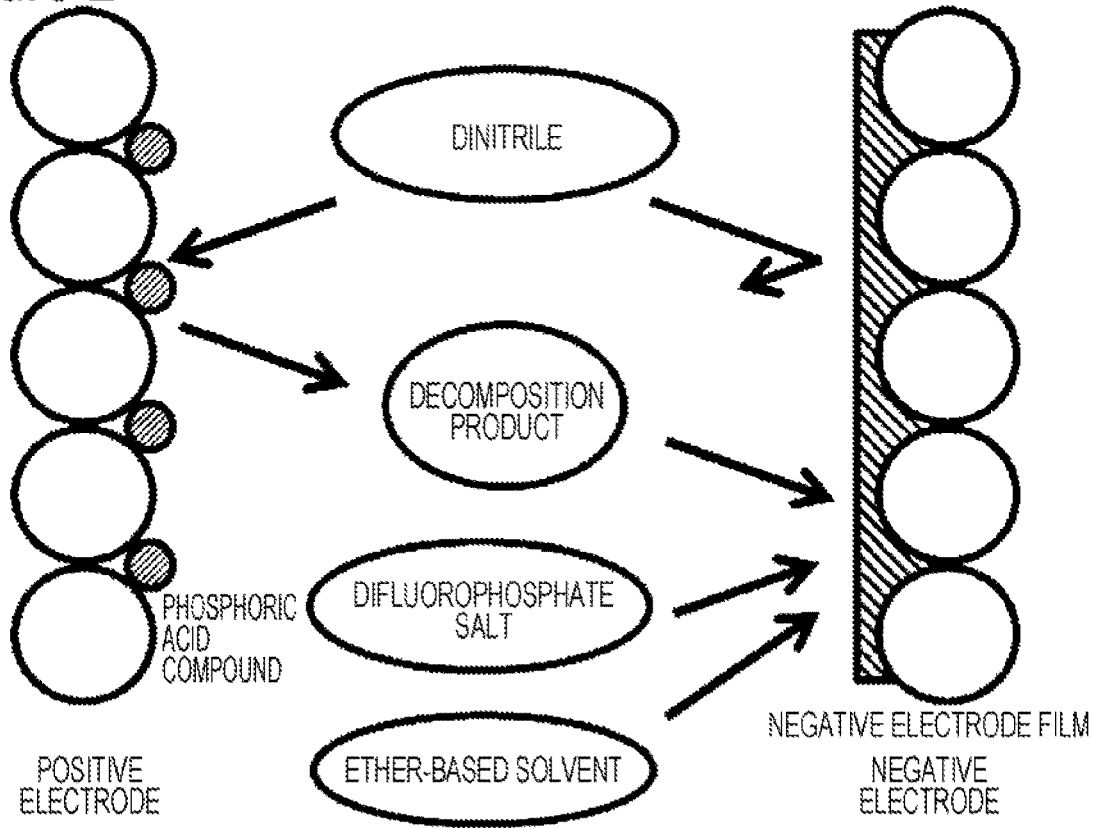 DINITRILE
DECOMPOSITION
PRODUCT
DIFLUOROPHOSPHATE
SALT
PHOSPHORIC
ACID
COMPOUND
ETHER-BASED SOLVENT
NEGATIVE ELECTRODE FILM
POSITIVE
ELECTRODE
NEGATIVE
ELECTRODE